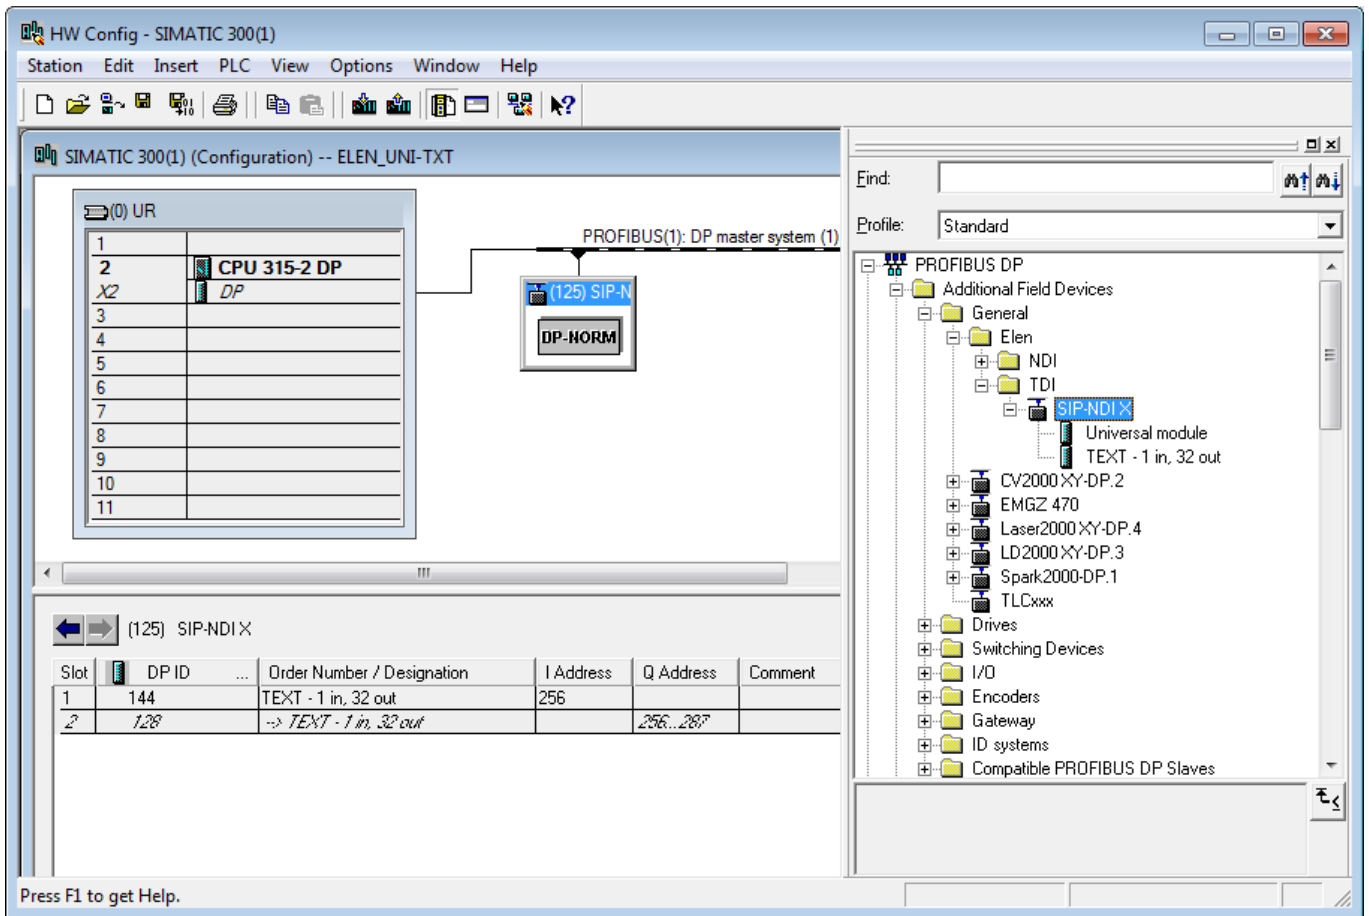 HW Config - SIMATIC 300(1)
Station Edit Insert PLC View Options Window Help
SIMATIC 300(1) (Configuration) -- ELEN_UNI-TXT
(0) UR
1
2 CPU 315-2 DP
X2 DP
3
4
5
6
7
8
9
10
11
PROFIBUS(1): DP master system (1)
(125) SIP-N
DP-NORM
(125) SIP-NDI X
Slot DP ID ... Order Number / Designation I Address Q Address Comment
1 144 TEXT - 1 in, 32 out 256
2 128 --> TEXT - 1 in, 32 out 256...287
Find:
Profile: Standard
PROFIBUS DP
Additional Field Devices
General
Elen
NDI
TDI
SIP-NDI X
Universal module
TEXT - 1 in, 32 out
CV2000 XY-DP.2
EMGZ 470
Laser2000 XY-DP.4
LD2000 XY-DP.3
Spark2000-DP.1
TLCxxx
Drives
Switching Devices
I/O
Encoders
Gateway
ID systems
Compatible PROFIBUS DP Slaves
Press F1 to get Help.